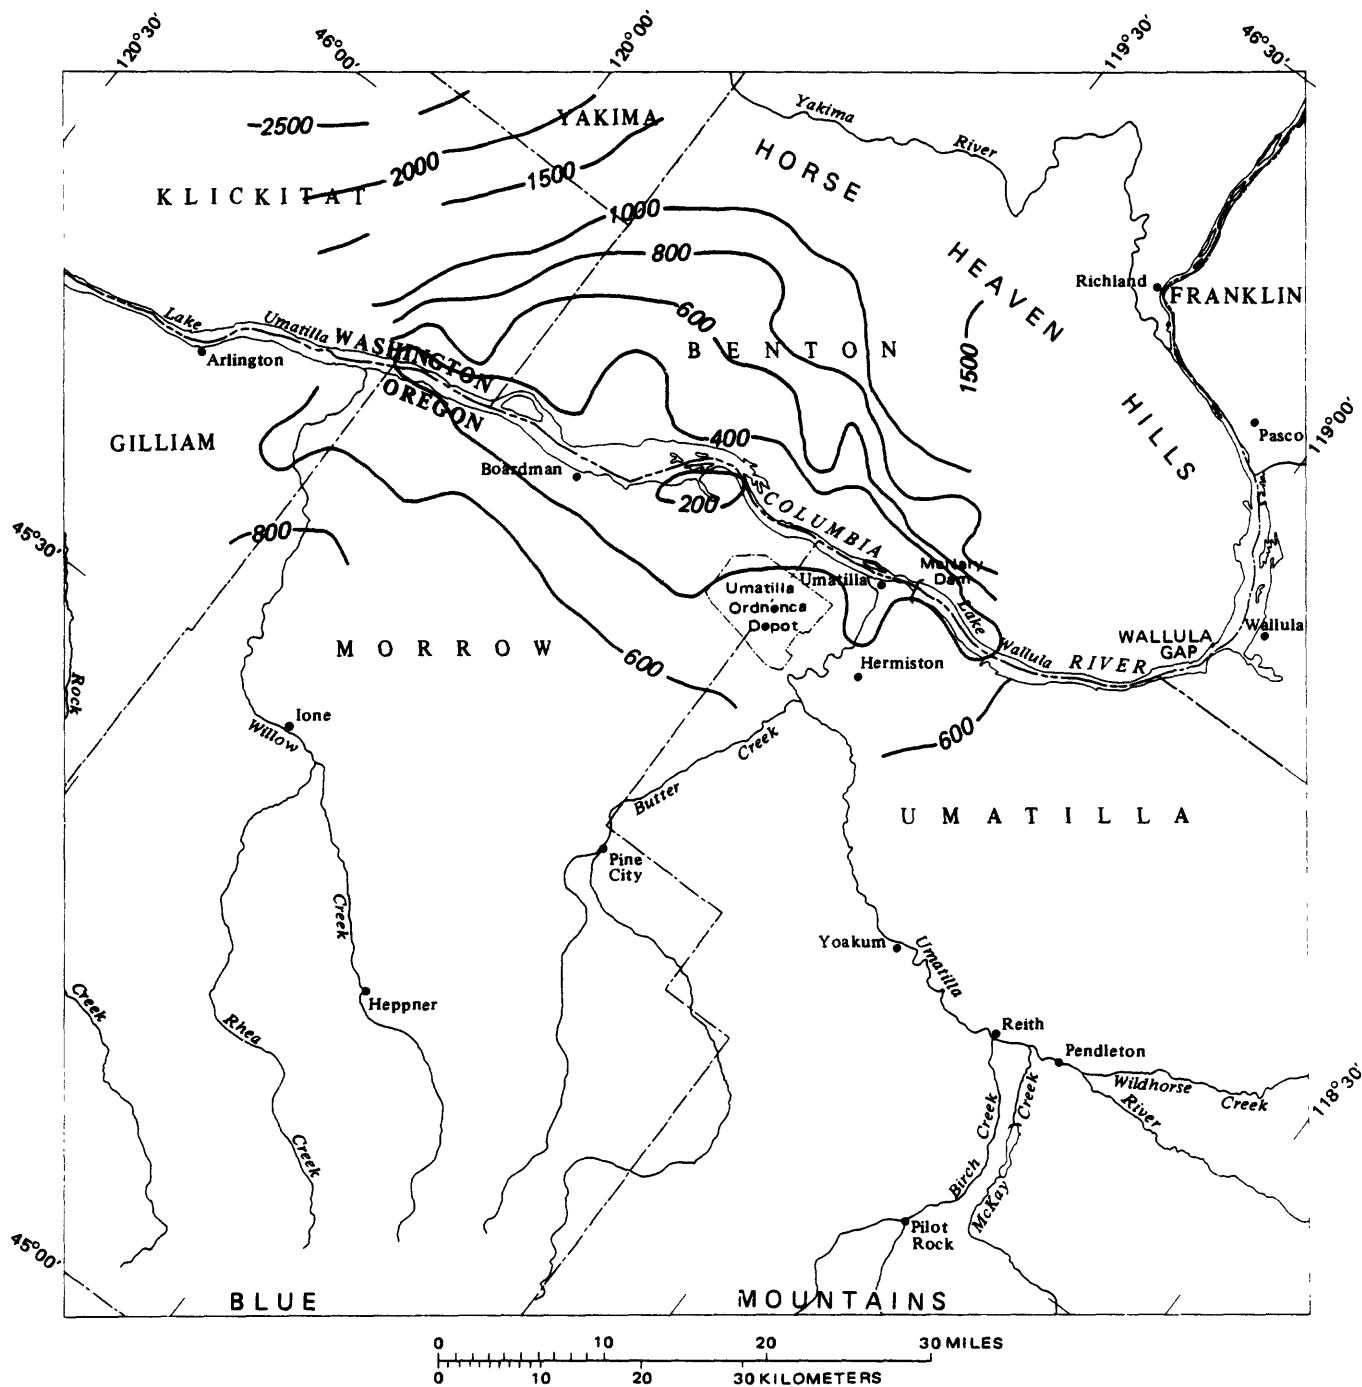 120°30'
46°00'
120°00'
119°30'
46°30'
2500
YAKIMA
Yakima
River
2000
1500
HORSE
KLICKITAT
1000
800
HEAVEN
Richland
FRANKLIN
Lake
Umatilla
WASHINGTON
600
BENTON
1500
Arlington
OREGON
HILLS
119°00'
GILLIAM
400
Pasco
Boardman
200
COLUMBIA
45°30'
800
McNary
Dam
Umatilla
Umatilla
Ordnance
Depot
Lake
Wallula
RIVER
WALLULA
GAP
Wallula
MORROW
600
Hermiston
Rock
Ione
Willow
600
Creek
Butter
UMATILLA
Pine
City
Creek
Yoakum
Umatilla
Creek
Heppner
Rhea
Reith
Pendleton
Wildhorse
Creek
River
118°30'
Creek
Creek
Creek
Birch
McKay
Pilot
Rock
45°00'
BLUE
MOUNTAINS
0 10 20 30 MILES
0 10 20 30 KILOMETERS